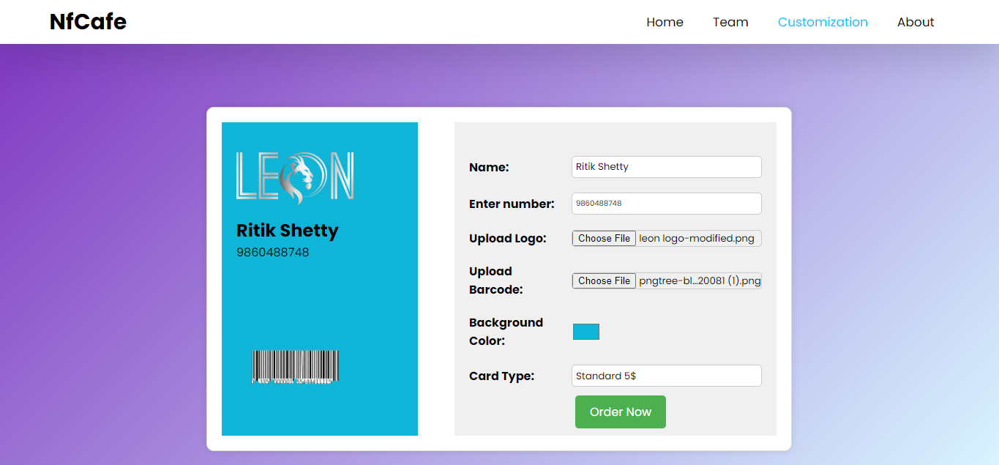 NfCafe
Home Team Customization About
LEON
Ritik Shetty
9860488748
Name:
Ritik Shetty
Enter number:
9860488748
Upload Logo:
Choose File leon logo-modified.png
Upload
Barcode:
Choose File pngtree-bl...20081 (1).png
Background
Color:
Card Type:
Standard 5$
Order Now